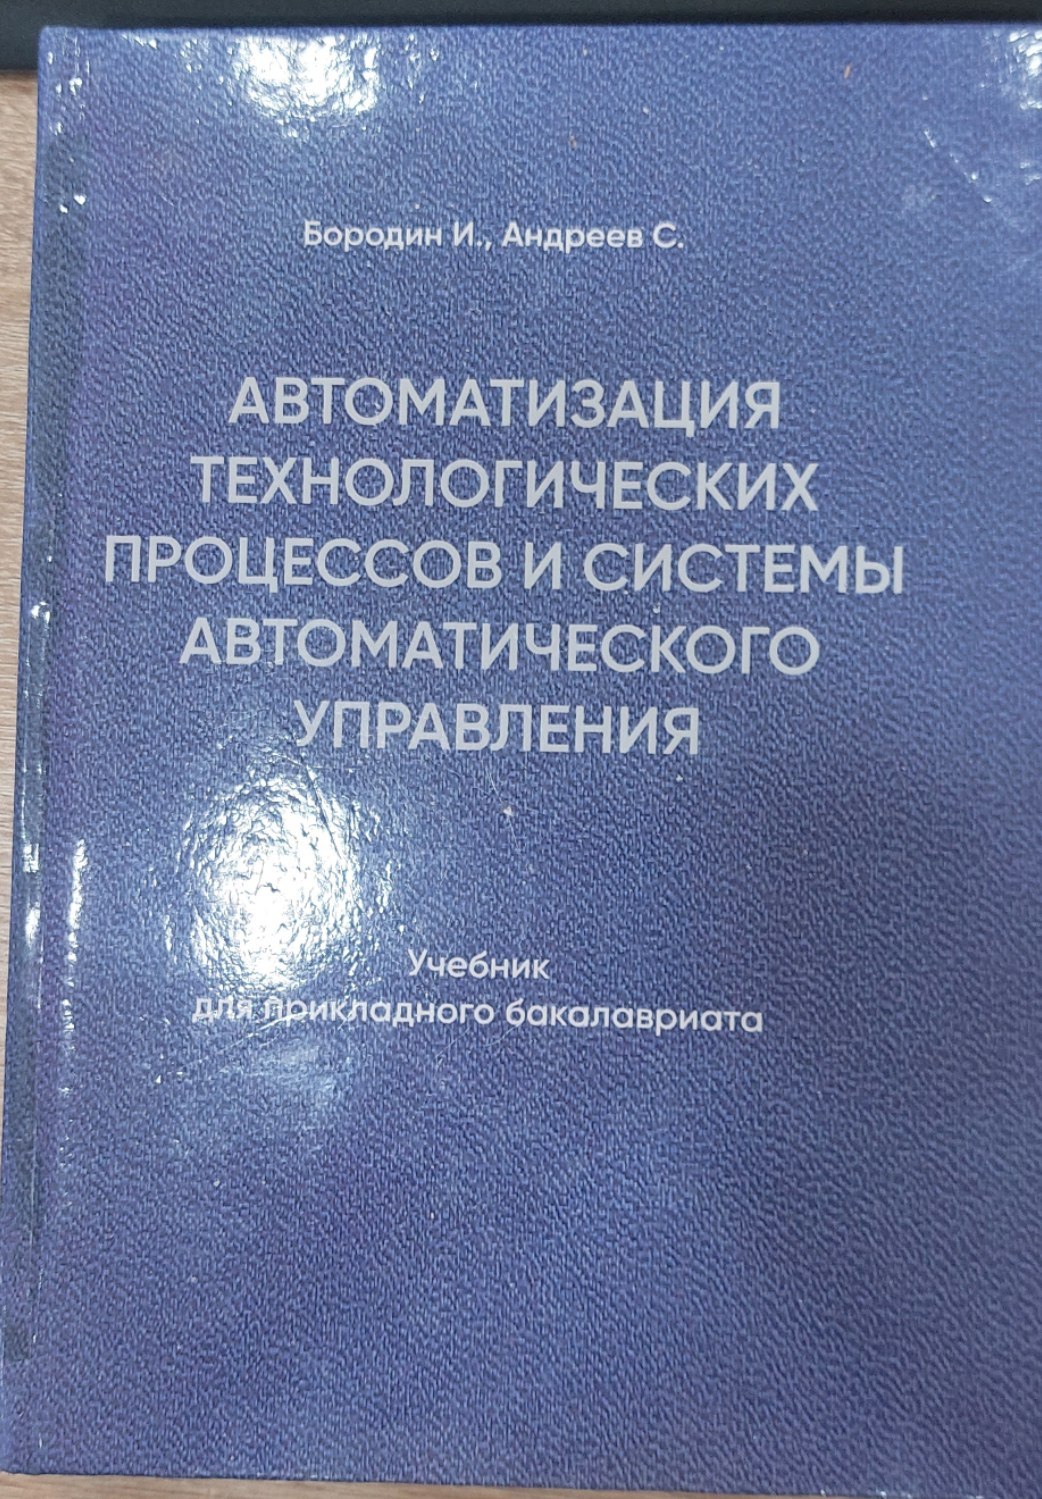 Бородин И., Андреев С.
АВТОМАТИЗАЦИЯ
ТЕХНОЛОГИЧЕСКИХ
ПРОЦЕССОВ И СИСТЕМЫ
АВТОМАТИЧЕСКОГО
УПРАВЛЕНИЯ
Учебник
для прикладного бакалавриата